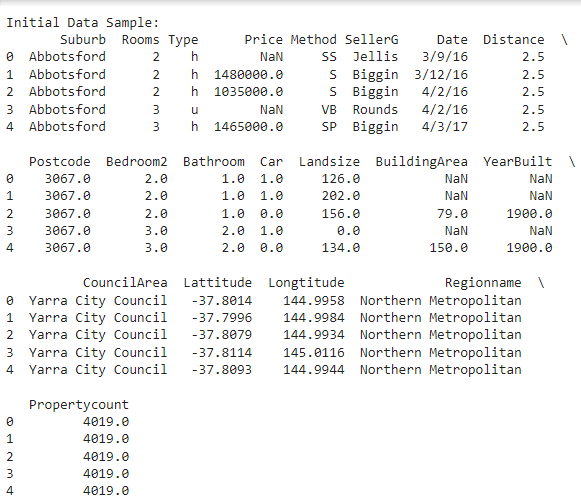 Initial Data Sample:
       Suburb  Rooms Type      Price Method SellerG     Date  Distance  \
0  Abbotsford      2    h        NaN     SS  Jellis   3/9/16       2.5
1  Abbotsford      2    h  1480000.0      S  Biggin  3/12/16       2.5
2  Abbotsford      2    h  1035000.0      S  Biggin   4/2/16       2.5
3  Abbotsford      3    u        NaN     VB  Rounds   4/2/16       2.5
4  Abbotsford      3    h  1465000.0     SP  Biggin   4/3/17       2.5

   Postcode  Bedroom2  Bathroom  Car  Landsize  BuildingArea  YearBuilt  \
0    3067.0       2.0       1.0  1.0     126.0           NaN        NaN
1    3067.0       2.0       1.0  1.0     202.0           NaN        NaN
2    3067.0       2.0       1.0  0.0     156.0          79.0     1900.0
3    3067.0       3.0       2.0  1.0       0.0           NaN        NaN
4    3067.0       3.0       2.0  0.0     134.0         150.0     1900.0

         CouncilArea  Lattitude  Longtitude             Regionname  \
0  Yarra City Council   -37.8014    144.9958  Northern Metropolitan
1  Yarra City Council   -37.7996    144.9984  Northern Metropolitan
2  Yarra City Council   -37.8079    144.9934  Northern Metropolitan
3  Yarra City Council   -37.8114    145.0116  Northern Metropolitan
4  Yarra City Council   -37.8093    144.9944  Northern Metropolitan

   Propertycount
0         4019.0
1         4019.0
2         4019.0
3         4019.0
4         4019.0